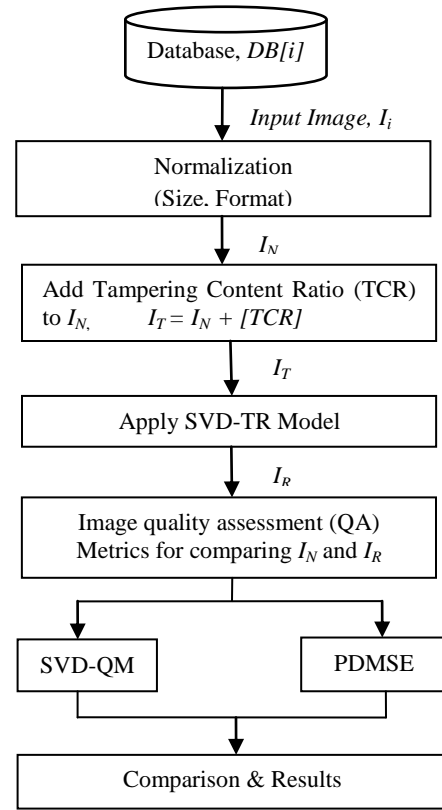 Database, DB[i]
Input Image, Ii
Normalization
(Size, Format)
IN
Add Tampering Content Ratio (TCR)
to IN, IT = IN + [TCR]
IT
Apply SVD-TR Model
IR
Image quality assessment (QA)
Metrics for comparing IN and IR
SVD-QM PDMSE
Comparison & Results